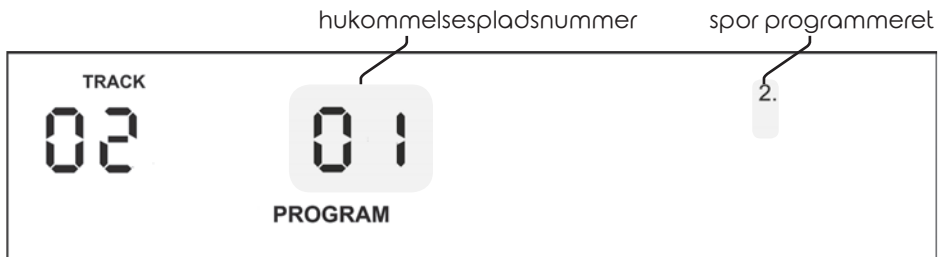 hukommelsespladsnummer spor programmeret
TRACK
2.
02 01
PROGRAM